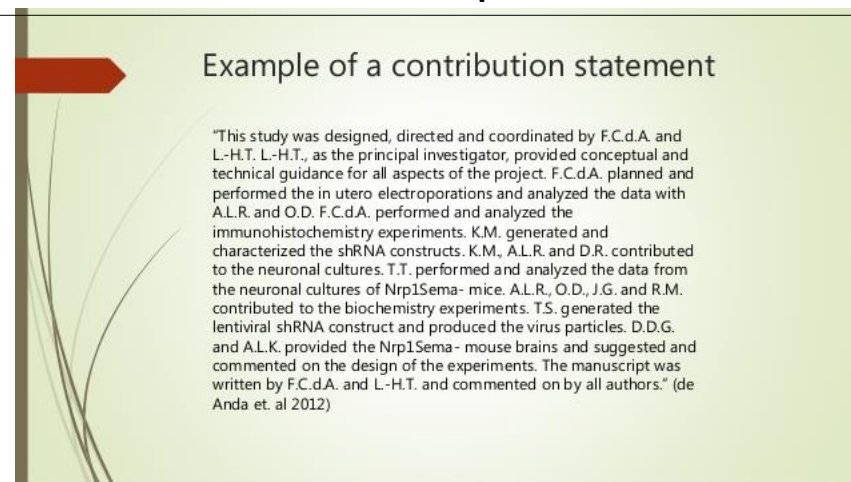 Example of a contribution statement
"This study was designed, directed and coordinated by F.C.d.A. and
L.-H.T. L.-H.T., as the principal investigator, provided conceptual and
technical guidance for all aspects of the project. F.C.d.A. planned and
performed the in utero electroporations and analyzed the data with
A.L.R. and O.D. F.C.d.A. performed and analyzed the
immunohistochemistry experiments. K.M. generated and
characterized the shRNA constructs. K.M., A.L.R. and D.R. contributed
to the neuronal cultures. T.T. performed and analyzed the data from
the neuronal cultures of Nrp1Sema- mice. A.L.R., O.D., J.G. and R.M.
contributed to the biochemistry experiments. T.S. generated the
lentiviral shRNA construct and produced the virus particles. D.D.G.
and A.L.K. provided the Nrp1Sema- mouse brains and suggested and
commented on the design of the experiments. The manuscript was
written by F.C.d.A. and L.-H.T. and commented on by all authors." (de
Anda et. al 2012)